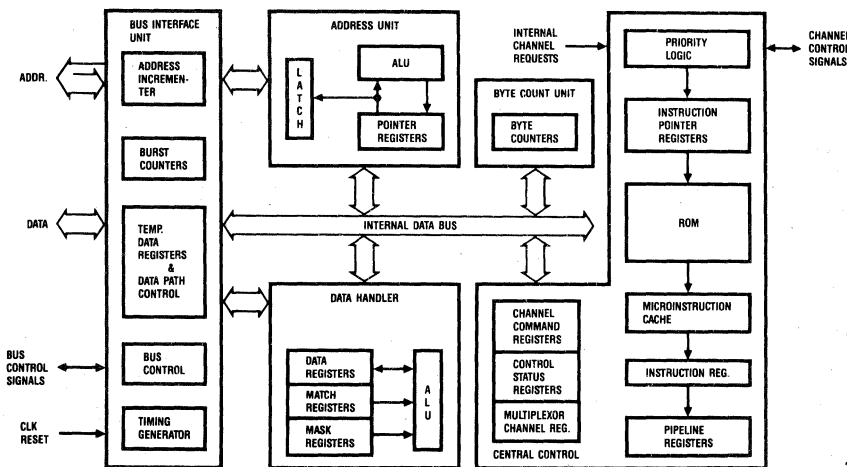 BUS INTERFACE
UNIT
ADDR.
ADDRESS
INCREMEN-
TER
BURST
COUNTERS
DATA
TEMP.
DATA
REGISTERS
&
DATA PATH
CONTROL
BUS
CONTROL
SIGNALS
BUS
CONTROL
CLK
RESET
TIMING
GENERATOR
ADDRESS UNIT
L
A
T
C
H
ALU
POINTER
REGISTERS
INTERNAL DATA BUS
DATA HANDLER
DATA
REGISTERS
MATCH
REGISTERS
MASK
REGISTERS
A
L
U
BYTE COUNT UNIT
BYTE
COUNTERS
INTERNAL
CHANNEL
REQUESTS
CHANNEL
CONTROL
SIGNALS
PRIORITY
LOGIC
INSTRUCTION
POINTER
REGISTERS
ROM
MICROINSTRUCTION
CACHE
INSTRUCTION REG.
PIPELINE
REGISTERS
CHANNEL
COMMAND
REGISTERS
CONTROL
STATUS
REGISTERS
MULTIPLEXOR
CHANNEL REG.
CENTRAL CONTROL